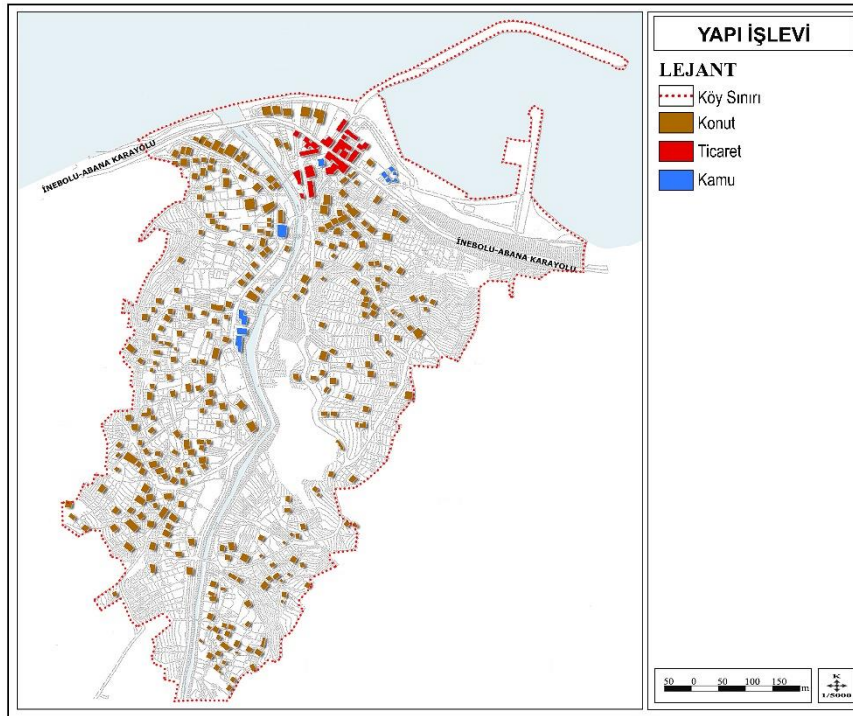 YAPI İŞLEVİ
LEJANT
Köy Sınırı
Konut
Ticaret
Kamu
İNEBOLU-ABANA KARAYOLU
İNEBOLU-ABANA KARAYOLU
50 0 50 100 150 m
K
1/5000